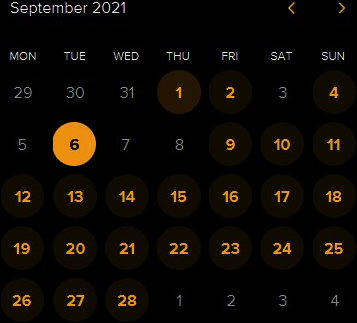 September 2021
MON TUE WED THU FRI SAT SUN
29 30 31 1 2 3 4
5 6 7 8 9 10 11
12 13 14 15 16 17 18
19 20 21 22 23 24 25
26 27 28 1 2 3 4